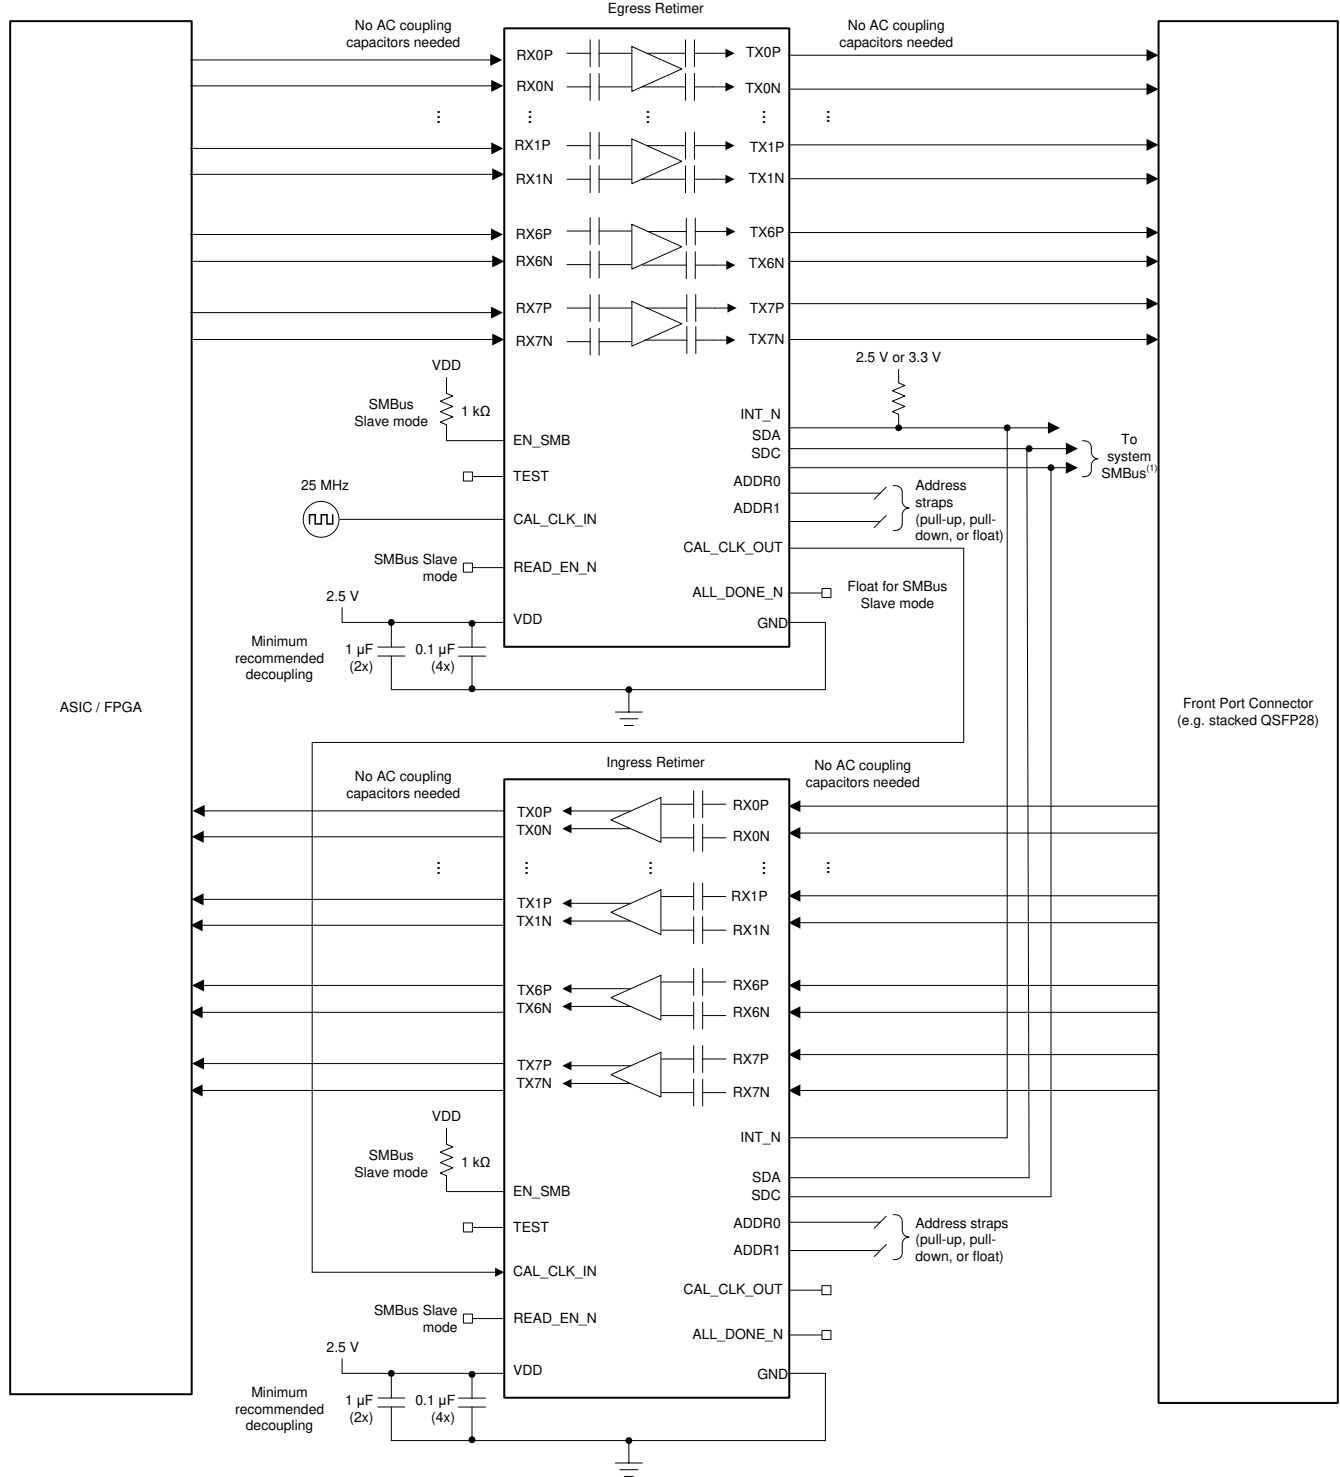 Egress Retimer
No AC coupling
capacitors needed
No AC coupling
capacitors needed
RX0P
TX0P
RX0N
TX0N
⋮ ⋮ ⋮ ⋮ ⋮
RX1P
TX1P
RX1N
TX1N
RX6P
TX6P
RX6N
TX6N
RX7P
TX7P
RX7N
TX7N
VDD
SMBus
Slave mode
1 kΩ
EN_SMB
TEST
25 MHz
CAL_CLK_IN
SMBus Slave
mode
READ_EN_N
2.5 V
VDD
Minimum
recommended
decoupling
1 µF
(2x)
0.1 µF
(4x)
2.5 V or 3.3 V
INT_N
SDA
SDC
To
system
SMBus(1)
ADDR0
ADDR1
Address
straps
(pull-up, pull-
down, or float)
CAL_CLK_OUT
ALL_DONE_N
Float for SMBus
Slave mode
GND
ASIC / FPGA
Front Port Connector
(e.g. stacked QSFP28)
Ingress Retimer
No AC coupling
capacitors needed
No AC coupling
capacitors needed
TX0P
RX0P
TX0N
RX0N
⋮ ⋮ ⋮ ⋮ ⋮
TX1P
RX1P
TX1N
RX1N
TX6P
RX6P
TX6N
RX6N
TX7P
RX7P
TX7N
RX7N
VDD
SMBus
Slave mode
1 kΩ
EN_SMB
TEST
CAL_CLK_IN
SMBus Slave
mode
READ_EN_N
2.5 V
VDD
Minimum
recommended
decoupling
1 µF
(2x)
0.1 µF
(4x)
INT_N
SDA
SDC
ADDR0
ADDR1
Address straps
(pull-up, pull-
down, or float)
CAL_CLK_OUT
ALL_DONE_N
GND